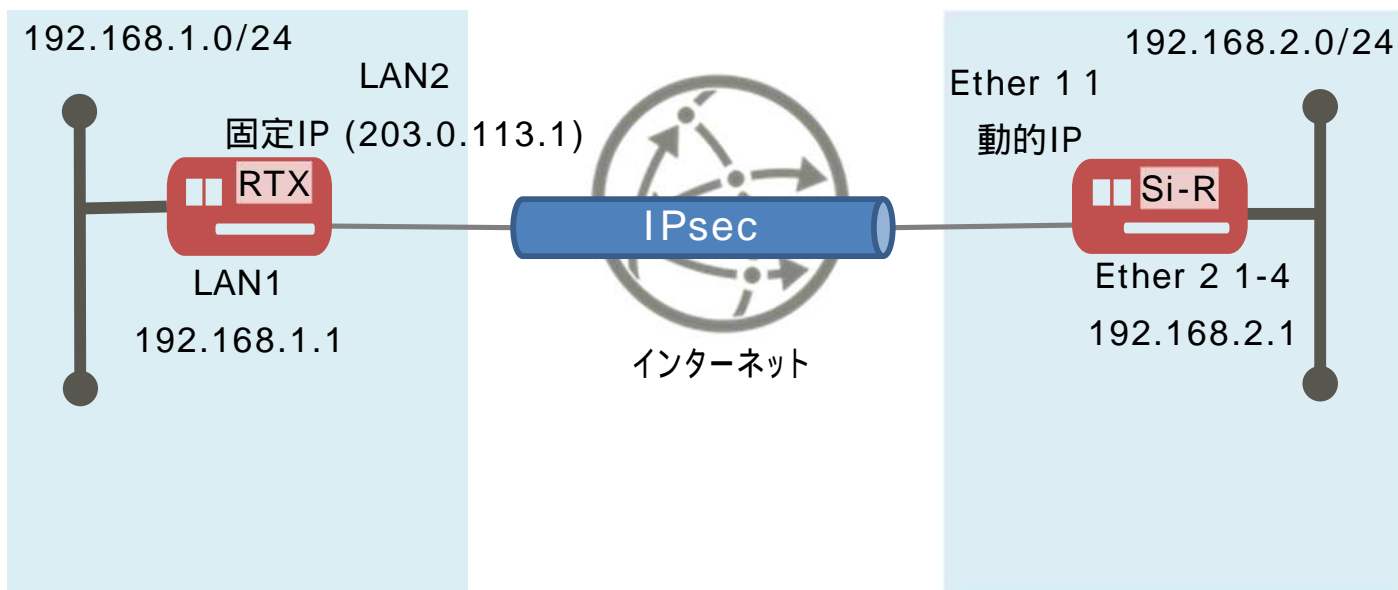 192.168.1.0/24
LAN2
固定IP (203.0.113.1)
RTX
LAN1
192.168.1.1
IPsec
インターネット
192.168.2.0/24
Ether 1 1
動的IP
Si-R
Ether 2 1-4
192.168.2.1